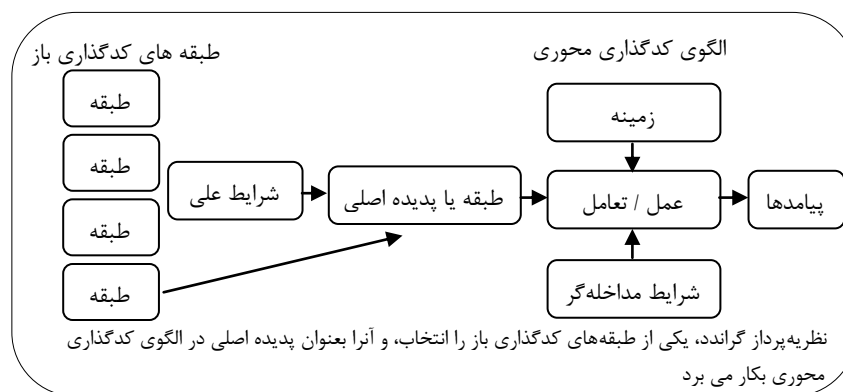 الگوی کدگذاری محوری
طبقه های کدگذاری باز
طبقه
طبقه
طبقه
طبقه
زمینه
شرایط علی
طبقه یا پدیده اصلی
عمل / تعامل
پیامدها
شرایط مداخله‌گر
نظریه‌پرداز گراندد، یکی از طبقه‌های کدگذاری باز را انتخاب، و آنرا بعنوان پدیده اصلی در الگوی کدگذاری
محوری بکار می برد